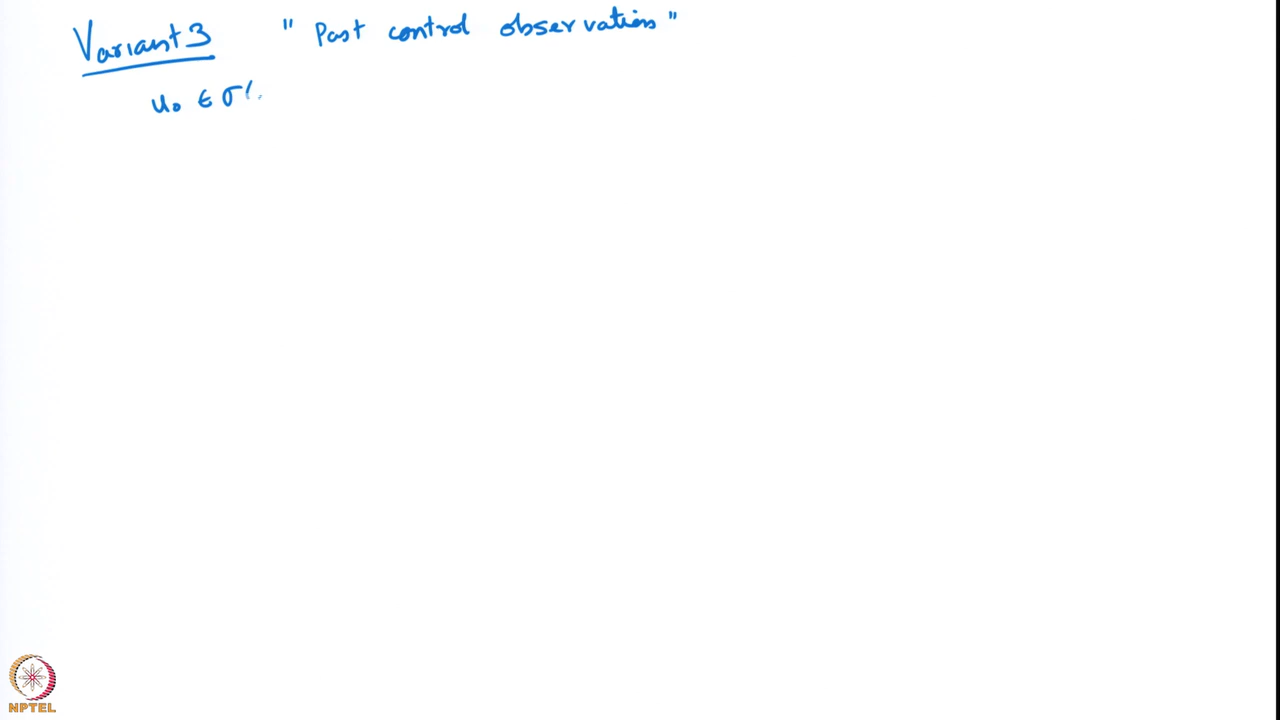 Variant 3 " Past control observations "
u₀ ∈ σ(
NPTEL